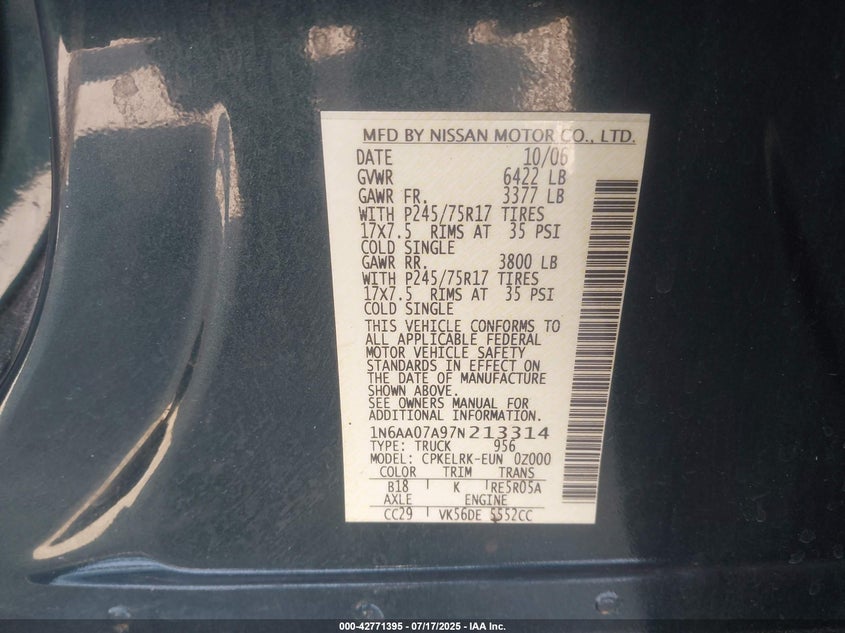 MFD BY NISSAN MOTOR CO., LTD.
DATE 10/06
GVWR 6422 LB
GAWR FR. 3377 LB
WITH P245/75R17 TIRES
17X7.5 RIMS AT 35 PSI
COLD SINGLE
GAWR RR. 3800 LB
WITH P245/75R17 TIRES
17X7.5 RIMS AT 35 PSI
COLD SINGLE
THIS VEHICLE CONFORMS TO
ALL APPLICABLE FEDERAL
MOTOR VEHICLE SAFETY
STANDARDS IN EFFECT ON
THE DATE OF MANUFACTURE
SHOWN ABOVE.
SEE OWNERS MANUAL FOR
ADDITIONAL INFORMATION.
1N6AA07A97N213314
TYPE: TRUCK 956
MODEL: CPKELRK-EUN 0Z000
COLOR TRIM TRANS
B18 K RE5R05A
AXLE ENGINE
CC29 VK56DE 5552CC
000-42771395 - 07/17/2025 - IAA Inc.